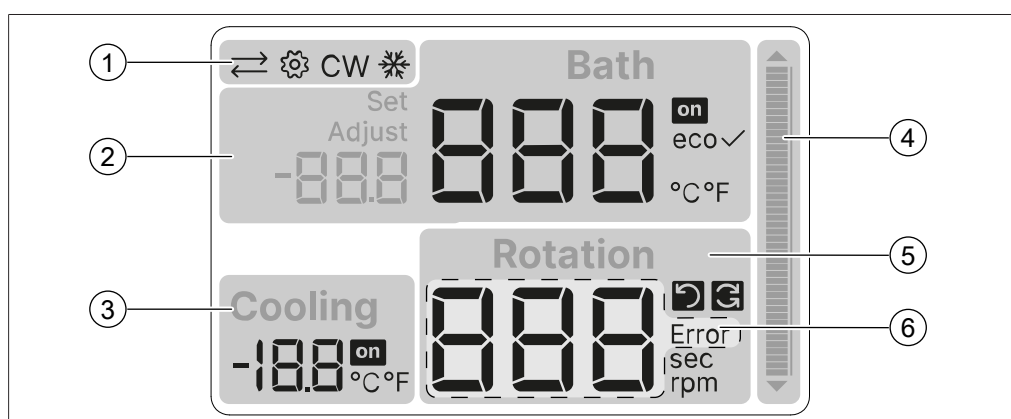 1
CW
Bath
Set
Adjust
-88.8
888
on
eco
°C°F
2
4
Rotation
5
888
Error
sec
rpm
6
3
Cooling
-18.8
on
°C°F